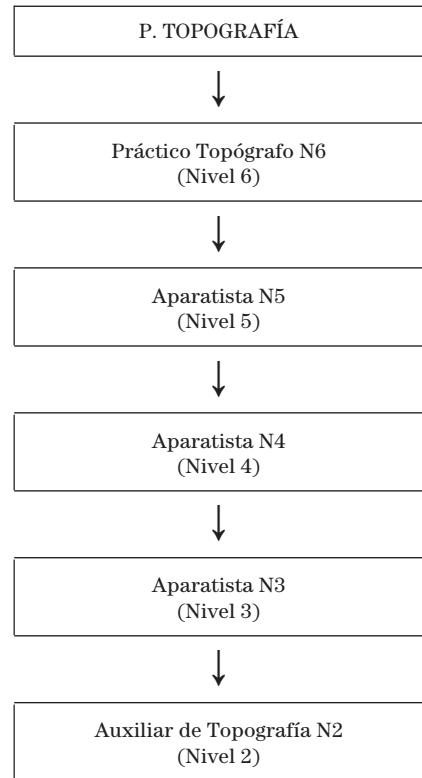 P. TOPOGRAFÍA
Práctico Topógrafo N6
(Nivel 6)
Aparatista N5
(Nivel 5)
Aparatista N4
(Nivel 4)
Aparatista N3
(Nivel 3)
Auxiliar de Topografía N2
(Nivel 2)